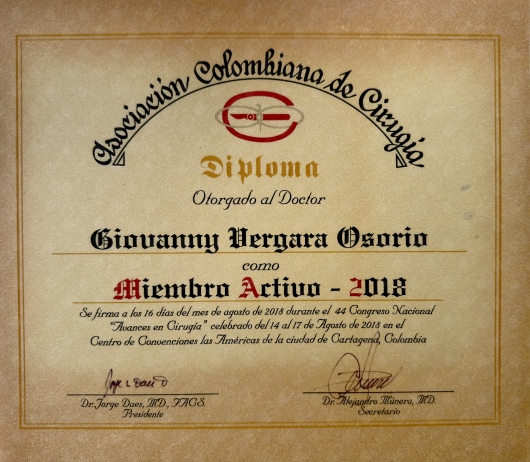 Asociación Colombiana de Cirugía
Diploma
Otorgado al Doctor
Giovanny Vergara Osorio
como
Miembro Activo - 2018
Se firma a los 16 días del mes de agosto de 2018 durante el 44 Congreso Nacional
"Avances en Cirugía" celebrado del 14 al 17 de Agosto de 2018 en el
Centro de Convenciones las Américas de la ciudad de Cartagena, Colombia
Dr. Jorge Daes, MD, FACS.
Presidente
Dr. Alejandro Múnera, MD.
Secretario